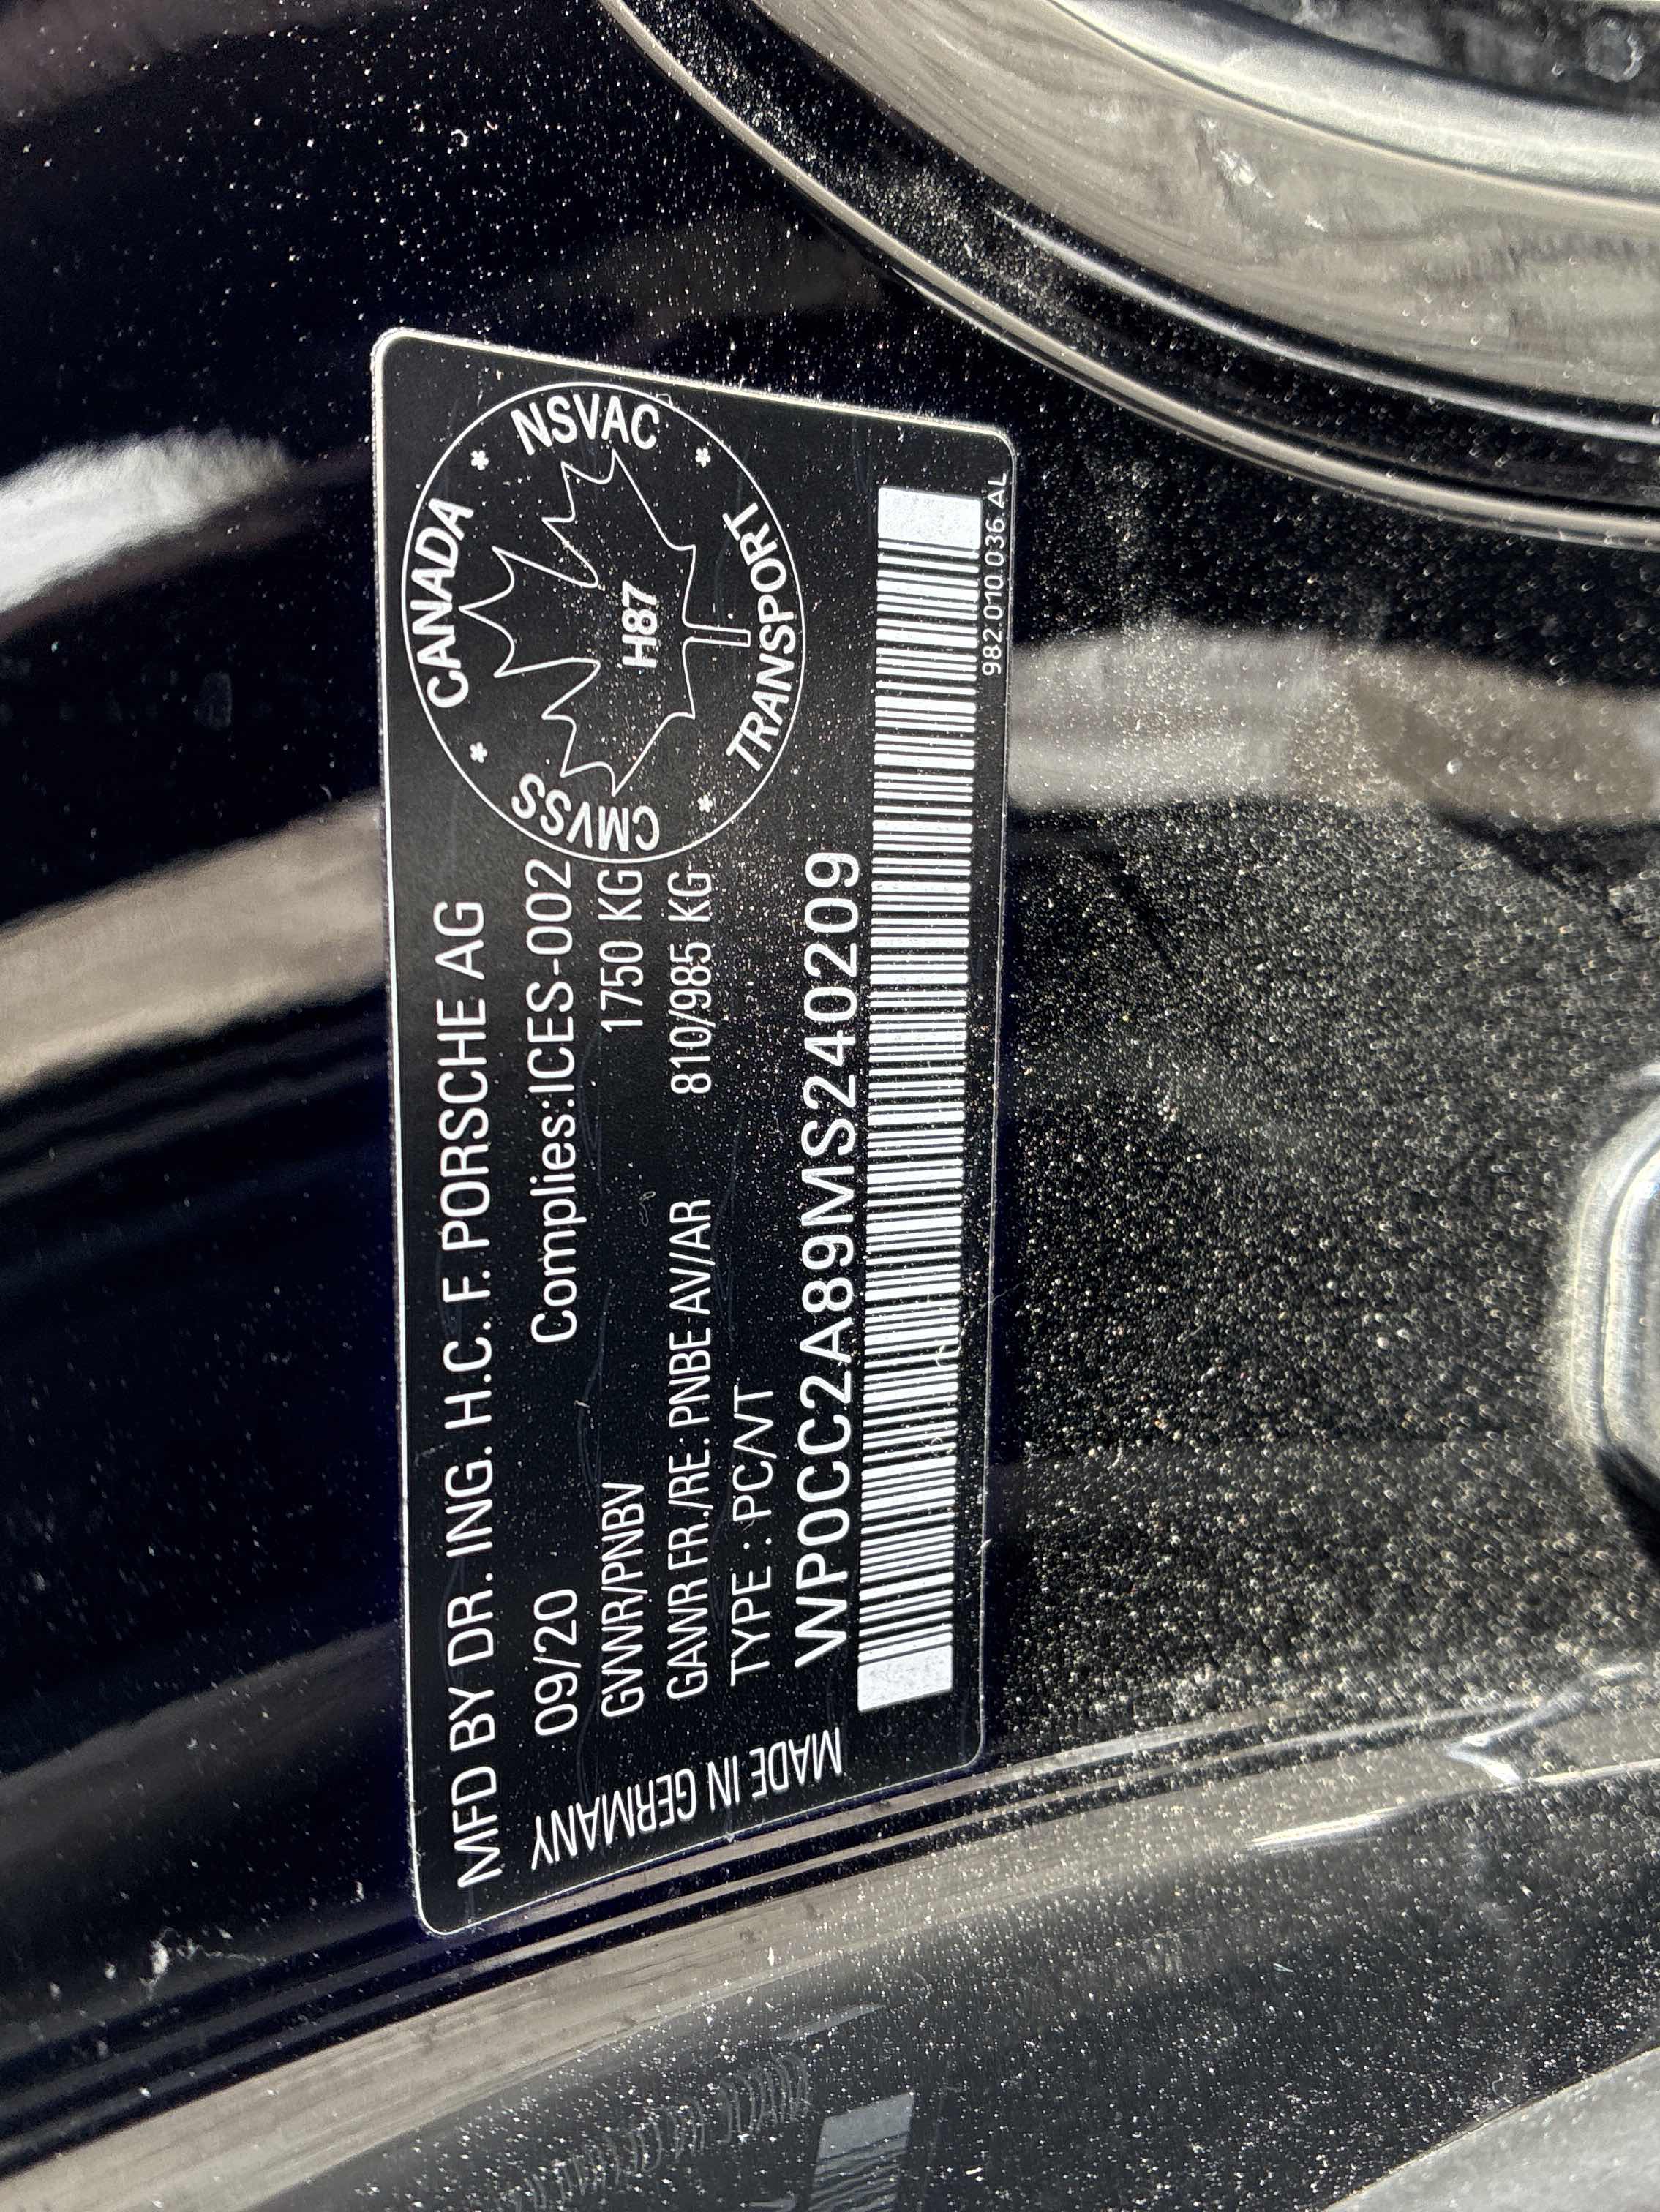 MFD BY DR. ING. H.C. F. PORSCHE AG
09/20 Complies:ICES-002
GVWR/PNBV 1750 KG
GAWR FR./RE. PNBE AV/AR 810/985 KG
TYPE : PC/VT
WP0CC2A89MS240209
MADE IN GERMANY
CANADA
NSVAC
TRANSPORT
CMVSS
H87
982 010 036 AL